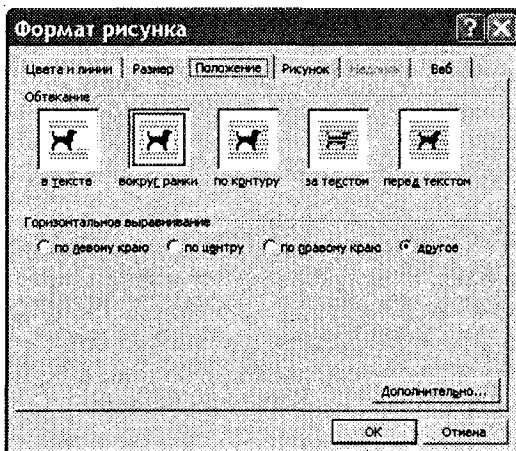 Формат рисунка
Цвета и линии Размер Положение Рисунок Надпись Веб
Обтекание
в тексте вокруг рамки по контуру за текстом перед текстом
Горизонтальное выравнивание
по левому краю по центру по правому краю другое
Дополнительно...
ОК Отмена